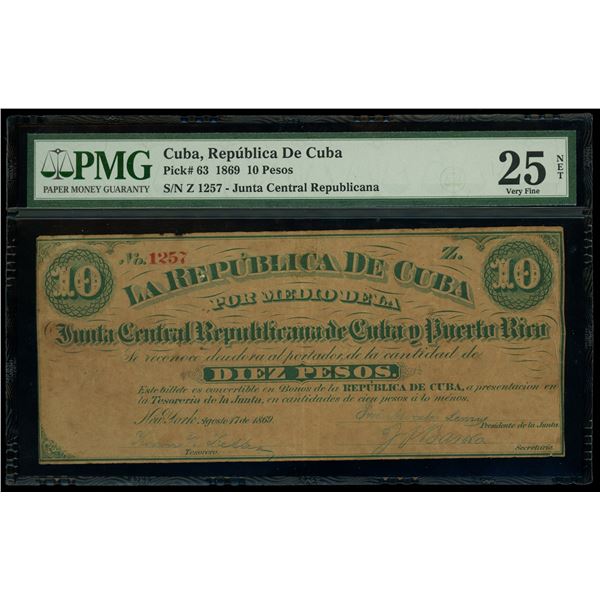 PMG
PAPER MONEY GUARANTY
Cuba, República De Cuba
Pick# 63 1869 10 Pesos
S/N Z 1257 - Junta Central Republicana
25 NET
Very Fine
No. 1257 Z.
10 10
LA REPÚBLICA DE CUBA
POR MEDIO DE LA
Junta Central Republicana de Cuba y Puerto Rico
Se reconoce deudora al portador, de la cantidad de
DIEZ PESOS.
Este billete es convertible en Bonos de la REPÚBLICA DE CUBA, a presentacion
en la Tesoreria de la Junta, en cantidades de cien pesos á lo ménos.
New York. Agosto 17 de 1869.
Presidente de la Junta.
Tesorero.
Secretario.